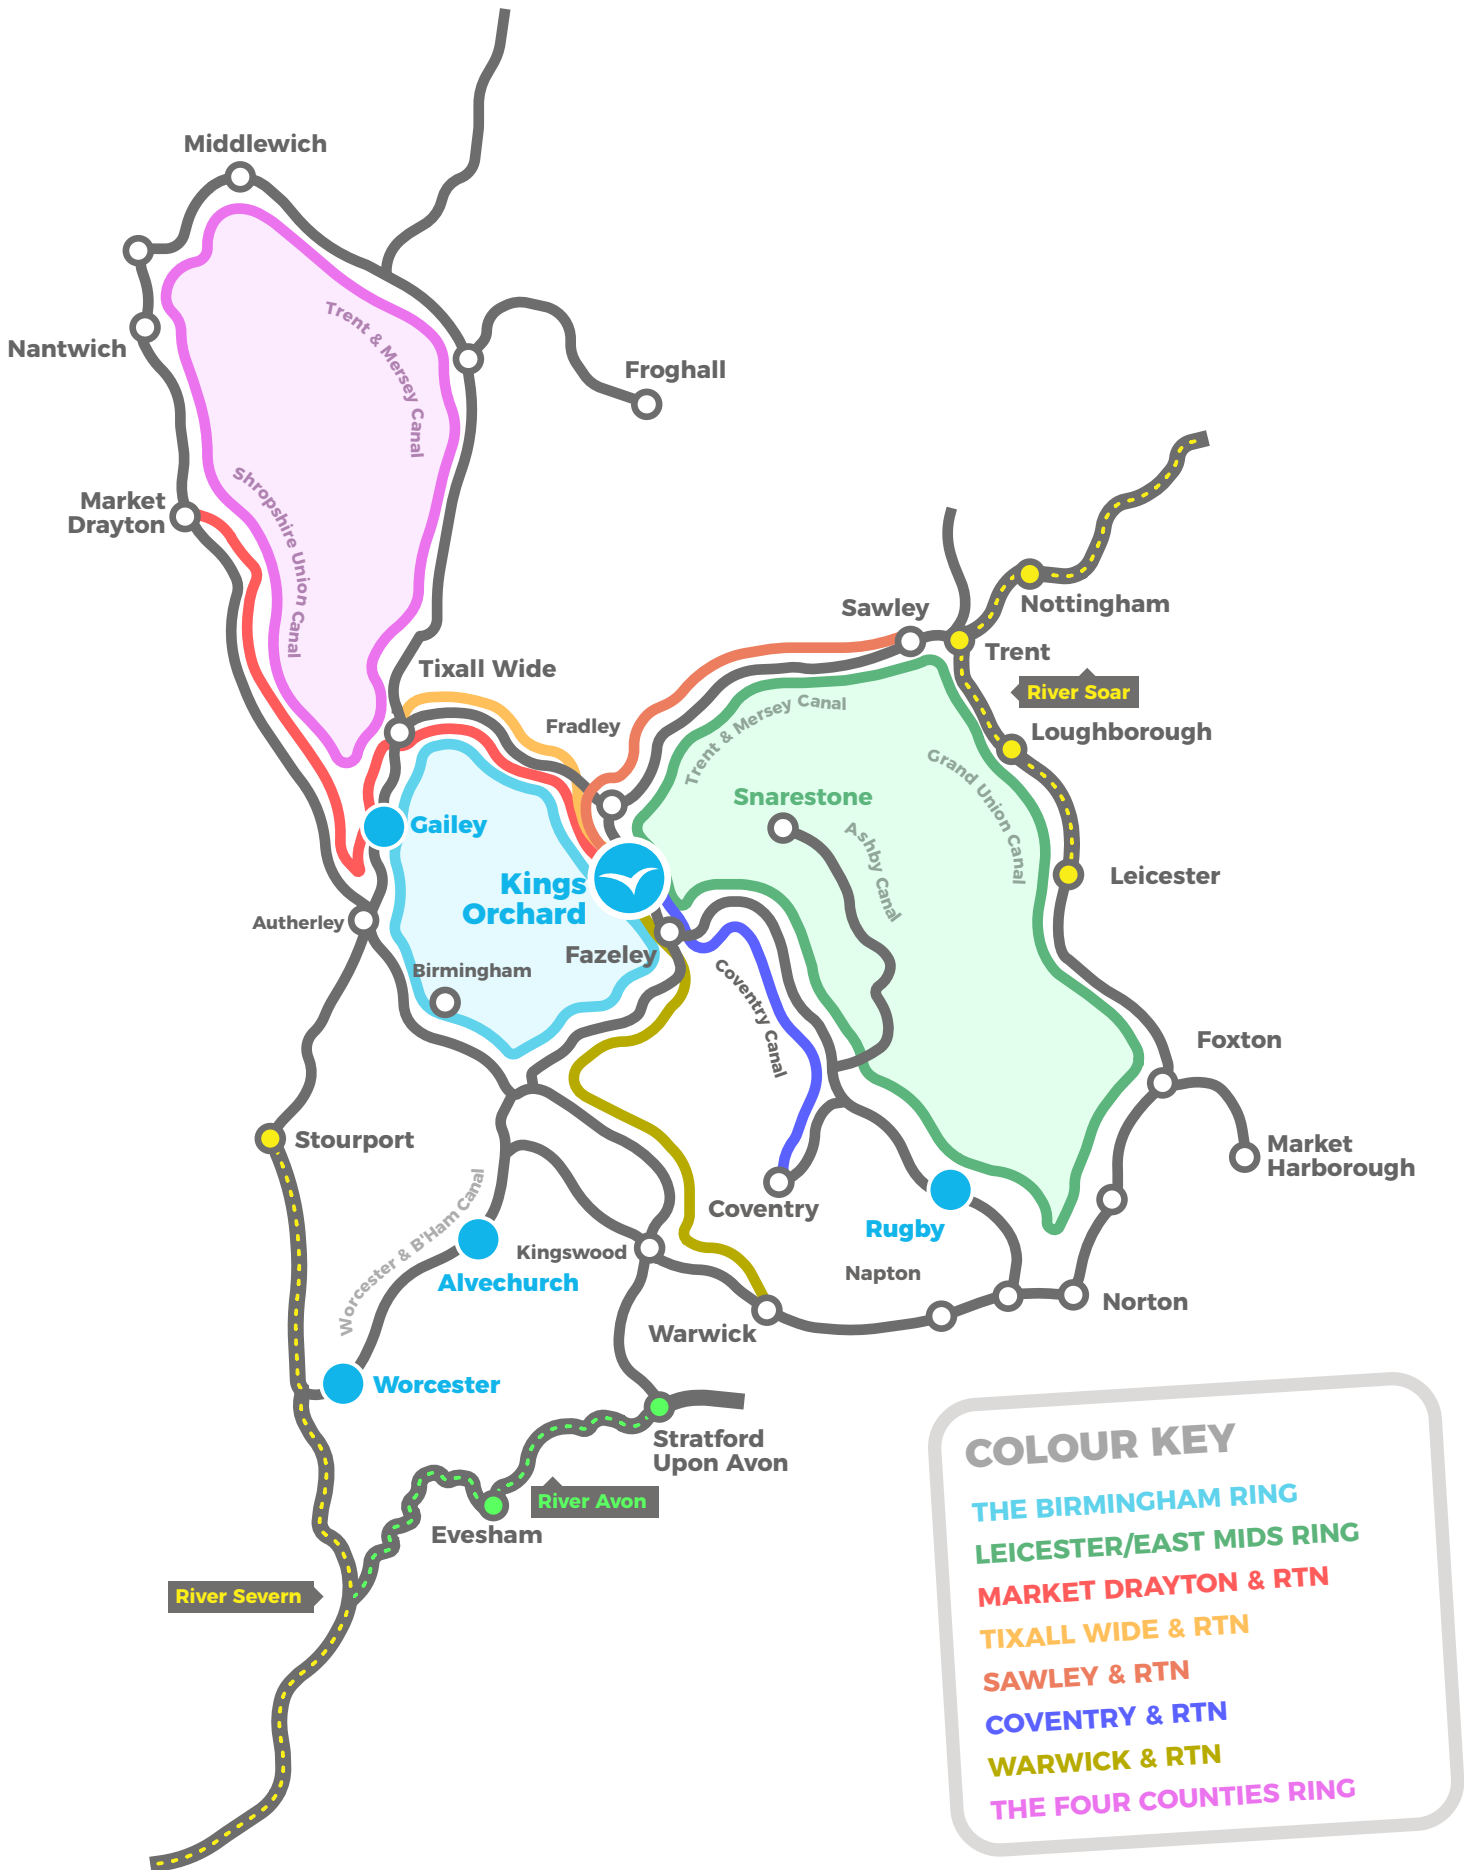 Middlewich
Nantwich
Froghall
Trent & Mersey Canal
Market
Drayton
Shropshire Union Canal
Tixall Wide
Fradley
Sawley
Nottingham
Trent
River Soar
Loughborough
Trent & Mersey Canal
Grand Union Canal
Snarestone
Ashby Canal
Gailey
Leicester
Kings
Orchard
Autherley
Fazeley
Birmingham
Coventry Canal
Foxton
Market
Harborough
Stourport
Worcester & B'Ham Canal
Coventry
Rugby
Kingswood
Alvechurch
Napton
Norton
Warwick
Worcester
Stratford
Upon Avon
River Avon
Evesham
River Severn
COLOUR KEY
THE BIRMINGHAM RING
LEICESTER/EAST MIDS RING
MARKET DRAYTON & RTN
TIXALL WIDE & RTN
SAWLEY & RTN
COVENTRY & RTN
WARWICK & RTN
THE FOUR COUNTIES RING